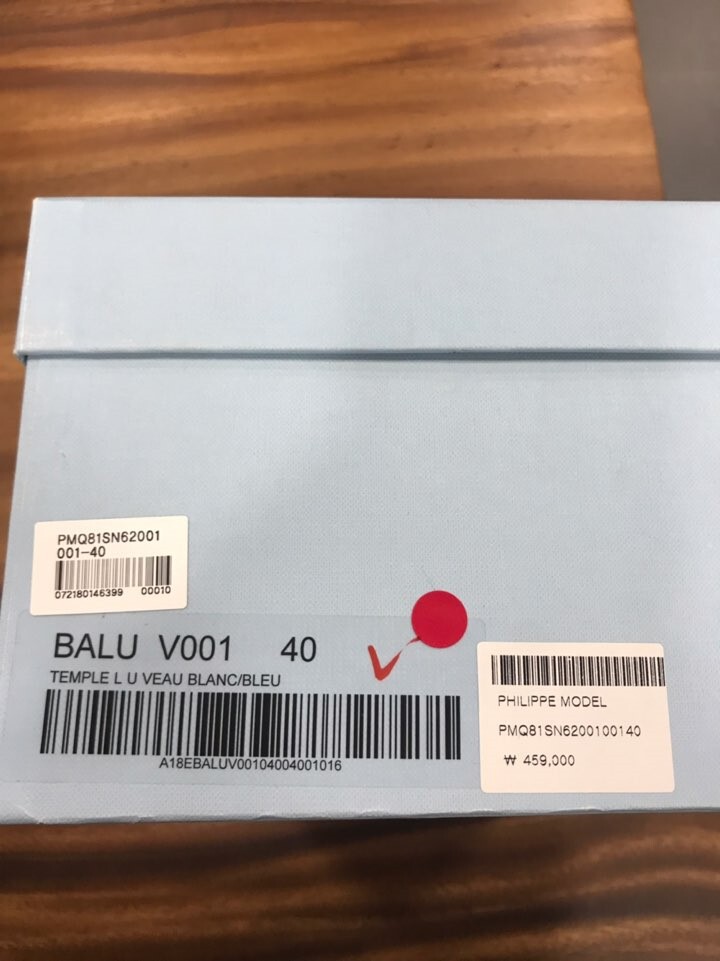 PMQ81SN62001
001-40
072180146399 00010
BALU V001 40
TEMPLE L U VEAU BLANC/BLEU
A18EBALUV00104004001016
PHILIPPE MODEL
PMQ81SN6200100140
₩ 459,000